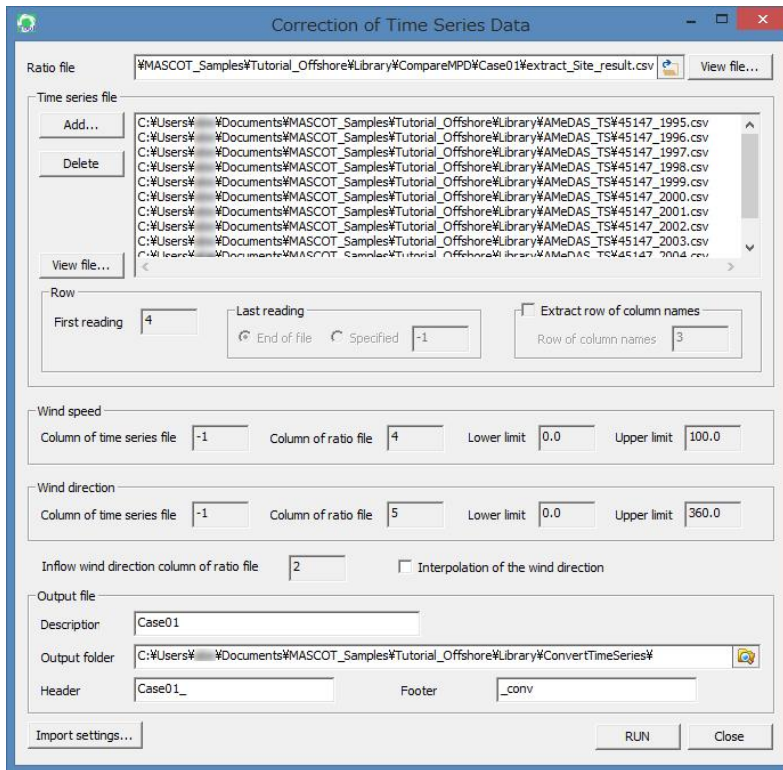 Correction of Time Series Data
Ratio file ¥MASCOT_Samples¥Tutorial_Offshore¥Library¥CompareMPD¥Case01¥extract_Site_result.csv View file...
Time series file
Add...
Delete
View file...
C:¥Users¥ ¥Documents¥MASCOT_Samples¥Tutorial_Offshore¥Library¥AMeDAS_TS¥45147_1995.csv
C:¥Users¥ ¥Documents¥MASCOT_Samples¥Tutorial_Offshore¥Library¥AMeDAS_TS¥45147_1996.csv
C:¥Users¥ ¥Documents¥MASCOT_Samples¥Tutorial_Offshore¥Library¥AMeDAS_TS¥45147_1997.csv
C:¥Users¥ ¥Documents¥MASCOT_Samples¥Tutorial_Offshore¥Library¥AMeDAS_TS¥45147_1998.csv
C:¥Users¥ ¥Documents¥MASCOT_Samples¥Tutorial_Offshore¥Library¥AMeDAS_TS¥45147_1999.csv
C:¥Users¥ ¥Documents¥MASCOT_Samples¥Tutorial_Offshore¥Library¥AMeDAS_TS¥45147_2000.csv
C:¥Users¥ ¥Documents¥MASCOT_Samples¥Tutorial_Offshore¥Library¥AMeDAS_TS¥45147_2001.csv
C:¥Users¥ ¥Documents¥MASCOT_Samples¥Tutorial_Offshore¥Library¥AMeDAS_TS¥45147_2002.csv
C:¥Users¥ ¥Documents¥MASCOT_Samples¥Tutorial_Offshore¥Library¥AMeDAS_TS¥45147_2003.csv
C:¥Users¥ ¥Documents¥MASCOT_Samples¥Tutorial_Offshore¥Library¥AMeDAS_TS¥45147_2004.csv
Row
First reading 4
Last reading
End of file Specified -1
Extract row of column names
Row of column names 3
Wind speed
Column of time series file -1 Column of ratio file 4 Lower limit 0.0 Upper limit 100.0
Wind direction
Column of time series file -1 Column of ratio file 5 Lower limit 0.0 Upper limit 360.0
Inflow wind direction column of ratio file 2 Interpolation of the wind direction
Output file
Description Case01
Output folder C:¥Users¥ ¥Documents¥MASCOT_Samples¥Tutorial_Offshore¥Library¥ConvertTimeSeries¥
Header Case01_ Footer _conv
Import settings... RUN Close